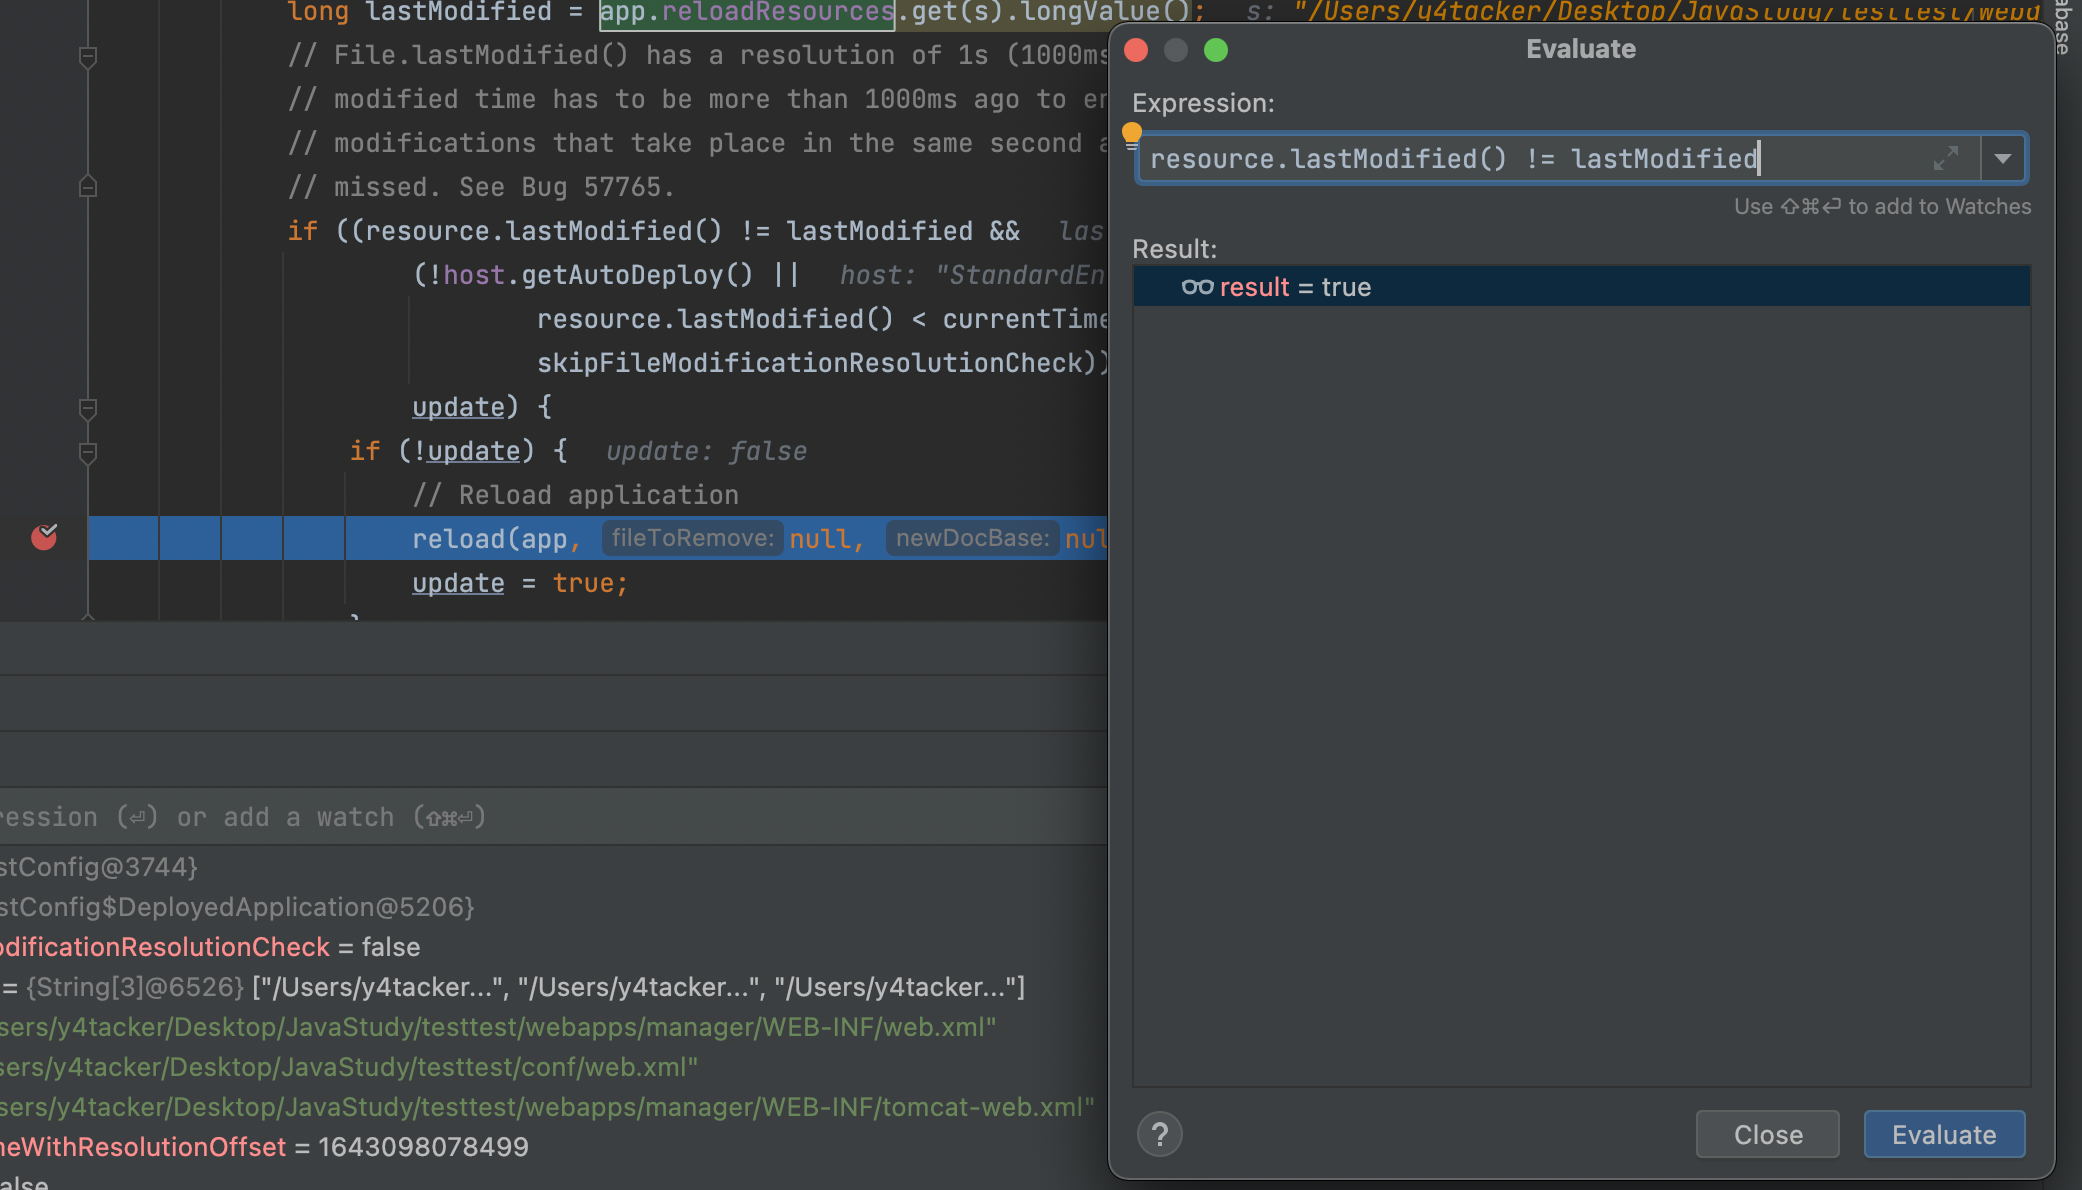 long lastModified = app.reloadResources.get(s).longValue(); s: "/Users/y4tacker/Desktop/JavaStudy/testtest/weba
// File.lastModified() has a resolution of 1s (1000ms
// modified time has to be more than 1000ms ago to en
// modifications that take place in the same second a
// missed. See Bug 57765.
if ((resource.lastModified() != lastModified && las
(!host.getAutoDeploy() || host: "StandardEn
resource.lastModified() < currentTime
skipFileModificationResolutionCheck))
update) {
if (!update) { update: false
// Reload application
reload(app, fileToRemove: null, newDocBase: nul
update = true;
}
ression (⏎) or add a watch (⇧⌘⏎)
stConfig@3744}
stConfig$DeployedApplication@5206}
odificationResolutionCheck = false
= {String[3]@6526} ["/Users/y4tacker...", "/Users/y4tacker...", "/Users/y4tacker..."]
sers/y4tacker/Desktop/JavaStudy/testtest/webapps/manager/WEB-INF/web.xml"
sers/y4tacker/Desktop/JavaStudy/testtest/conf/web.xml"
sers/y4tacker/Desktop/JavaStudy/testtest/webapps/manager/WEB-INF/tomcat-web.xml"
neWithResolutionOffset = 1643098078499
alse
Evaluate
Expression:
resource.lastModified() != lastModified
Use ⇧⌘⏎ to add to Watches
Result:
result = true
?
Close
Evaluate
abase